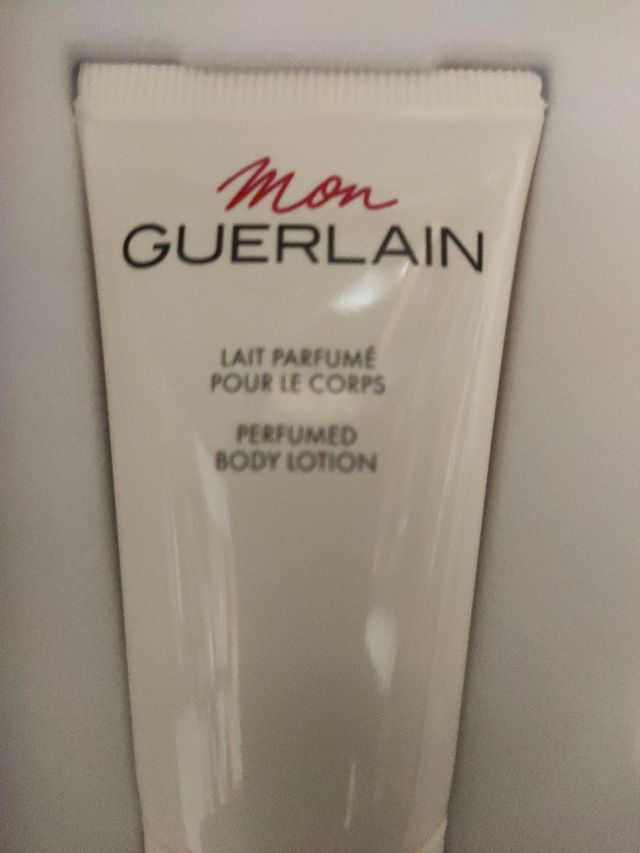 Mon
GUERLAIN
LAIT PARFUMÉ
POUR LE CORPS
PERFUMED
BODY LOTION